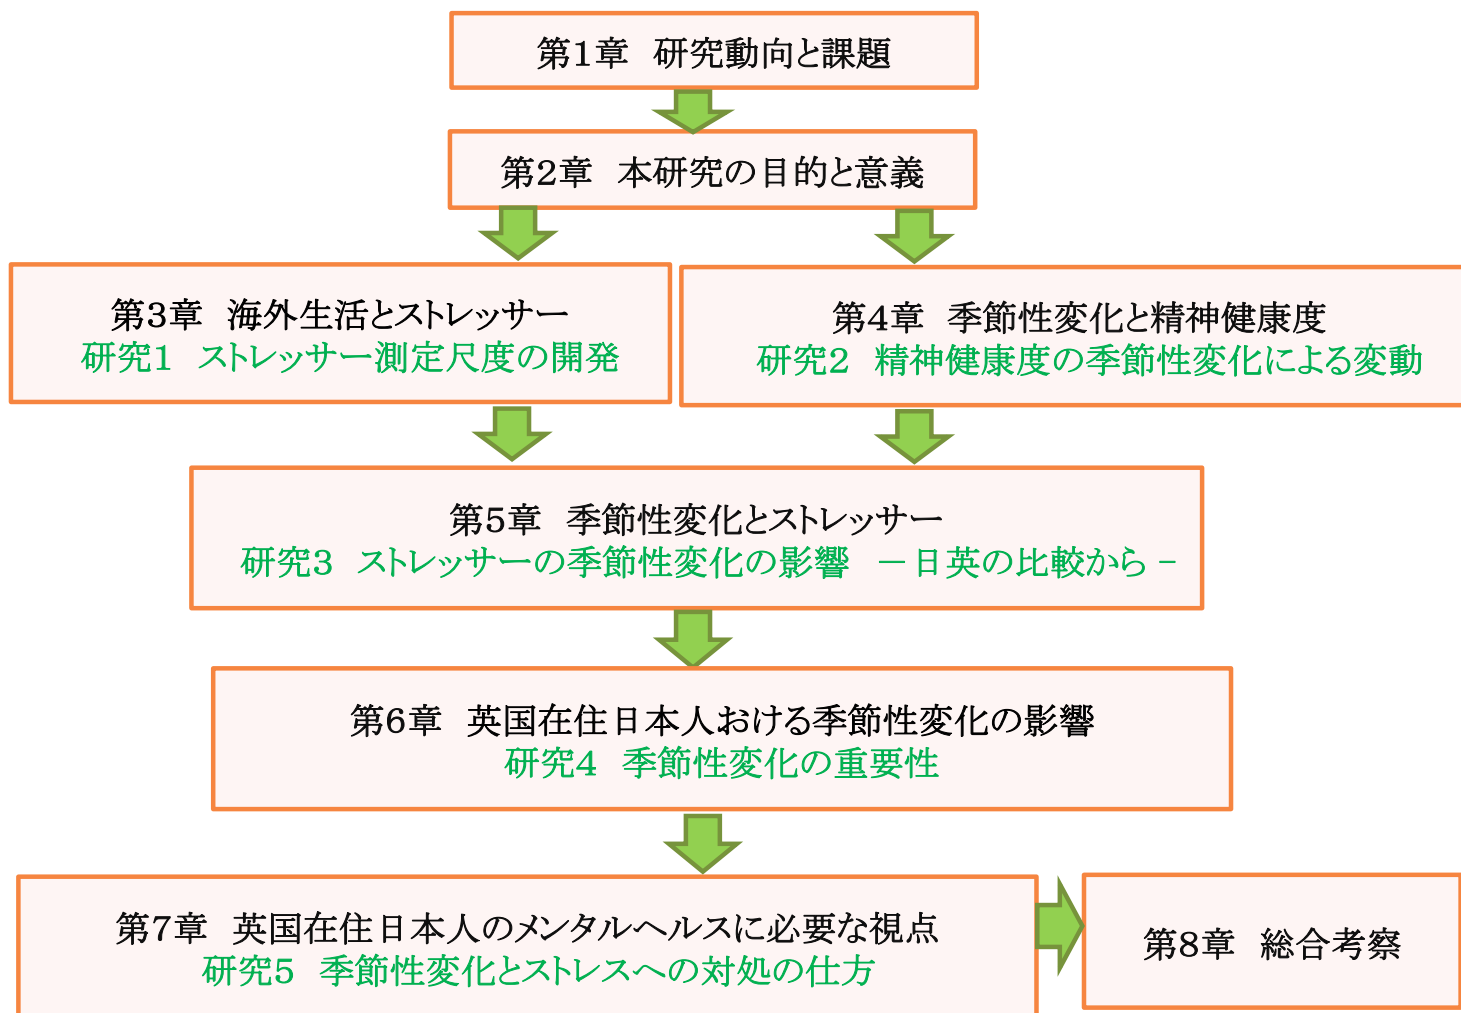 第１章　研究動向と課題
第２章　本研究の目的と意義
第３章　海外生活とストレッサー
研究１　ストレッサー測定尺度の開発
第４章　季節性変化と精神健康度
研究２　精神健康度の季節性変化による変動
第５章　季節性変化とストレッサー
研究３　ストレッサーの季節性変化の影響　－日英の比較から－
第６章　英国在住日本人おける季節性変化の影響
研究４　季節性変化の重要性
第７章　英国在住日本人のメンタルヘルスに必要な視点
研究５　季節性変化とストレスへの対処の仕方
第８章　総合考察